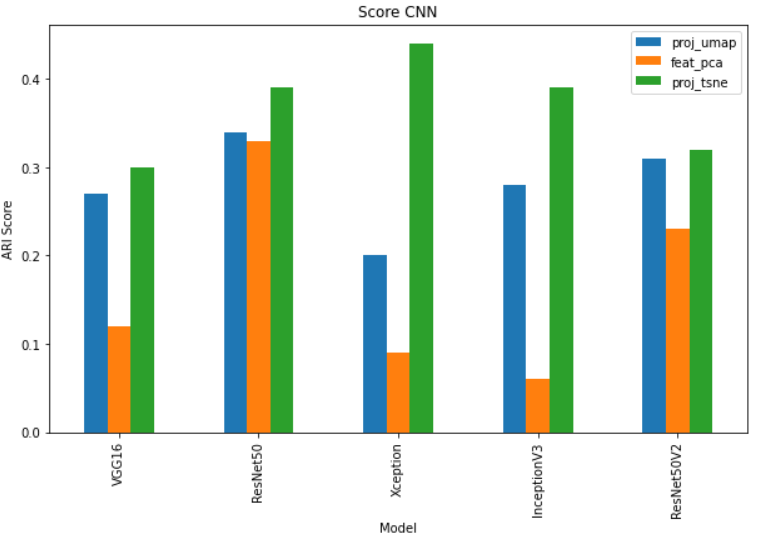 Score CNN
proj_umap
feat_pca
proj_tsne
ARI Score
0.4
0.3
0.2
0.1
0.0
VGG16
ResNet50
Xception
InceptionV3
ResNet50V2
Model